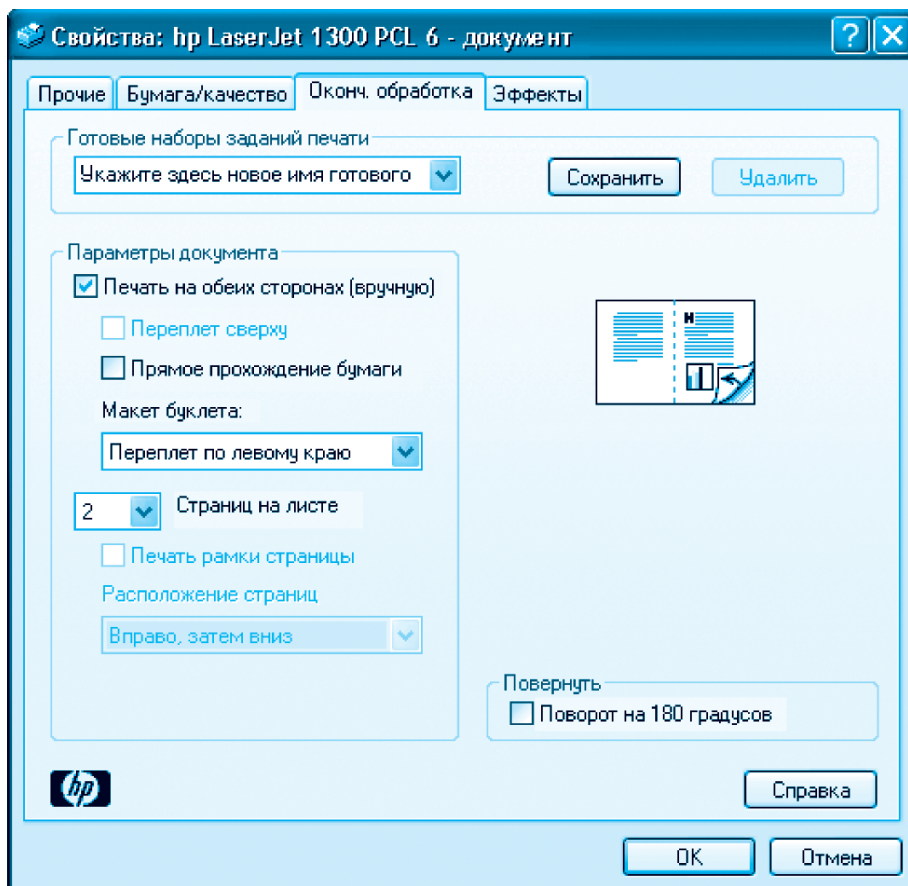 Свойства: hp LaserJet 1300 PCL 6 - документ
Прочие
Бумага/качество
Оконч. обработка
Эффекты
Готовые наборы заданий печати
Укажите здесь новое имя готового
Сохранить
Удалить
Параметры документа
Печать на обеих сторонах (вручную)
Переплет сверху
Прямое прохождение бумаги
Макет буклета:
Переплет по левому краю
2
Страниц на листе
Печать рамки страницы
Расположение страниц
Вправо, затем вниз
H
Повернуть
Поворот на 180 градусов
hp
Справка
OK
Отмена